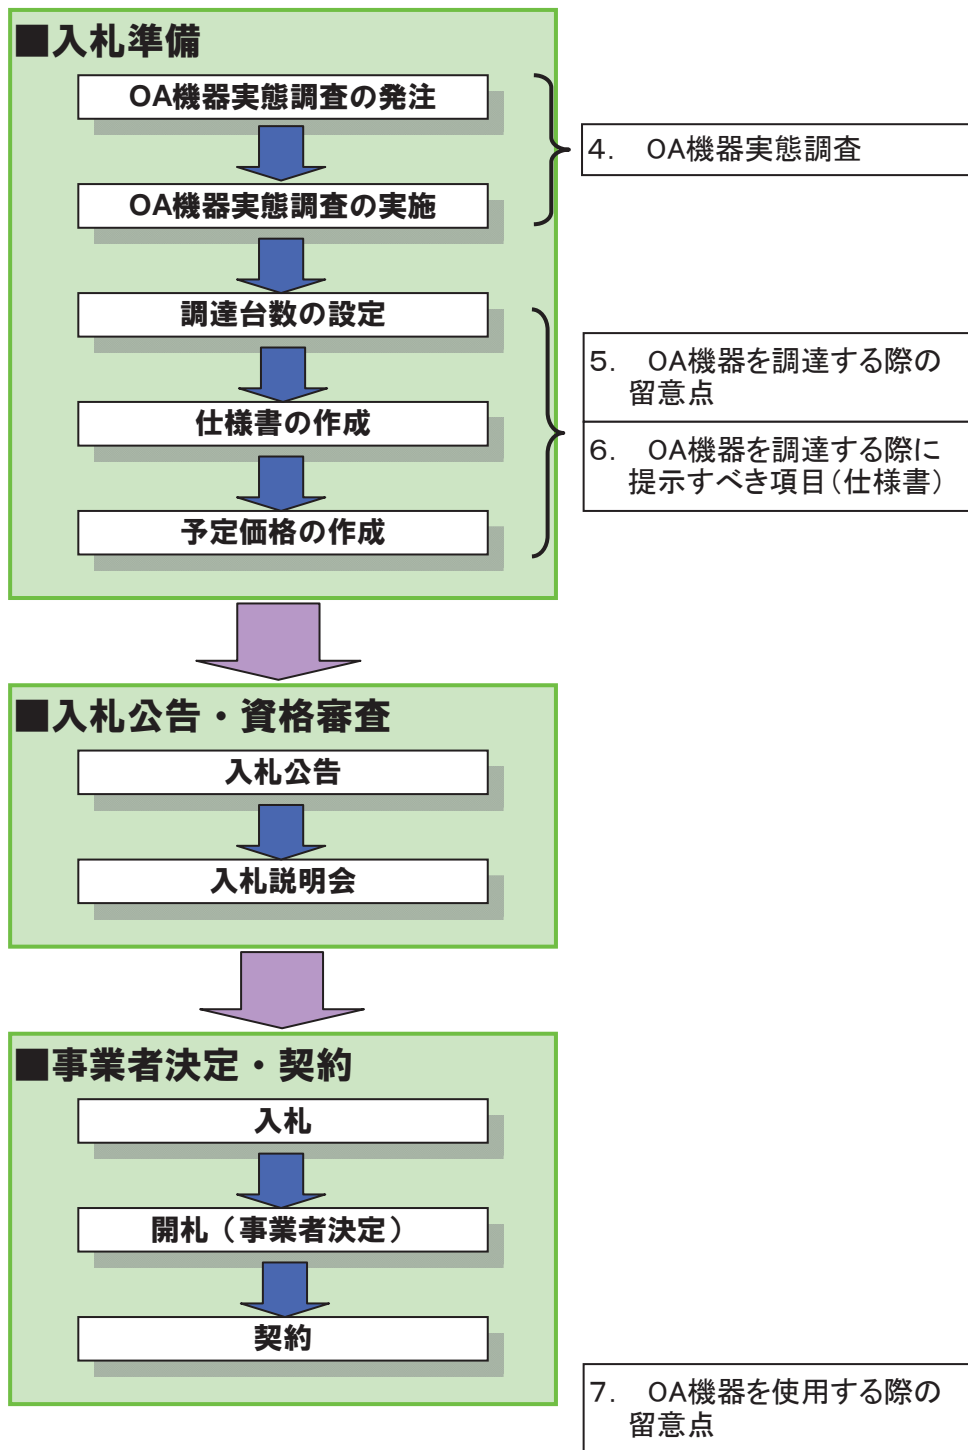 ■入札準備
OA機器実態調査の発注
OA機器実態調査の実施
4.　OA機器実態調査
調達台数の設定
仕様書の作成
予定価格の作成
5.　OA機器を調達する際の
留意点
6.　OA機器を調達する際に
提示すべき項目(仕様書)
■入札公告・資格審査
入札公告
入札説明会
■事業者決定・契約
入札
開札（事業者決定）
契約
7.　OA機器を使用する際の
留意点